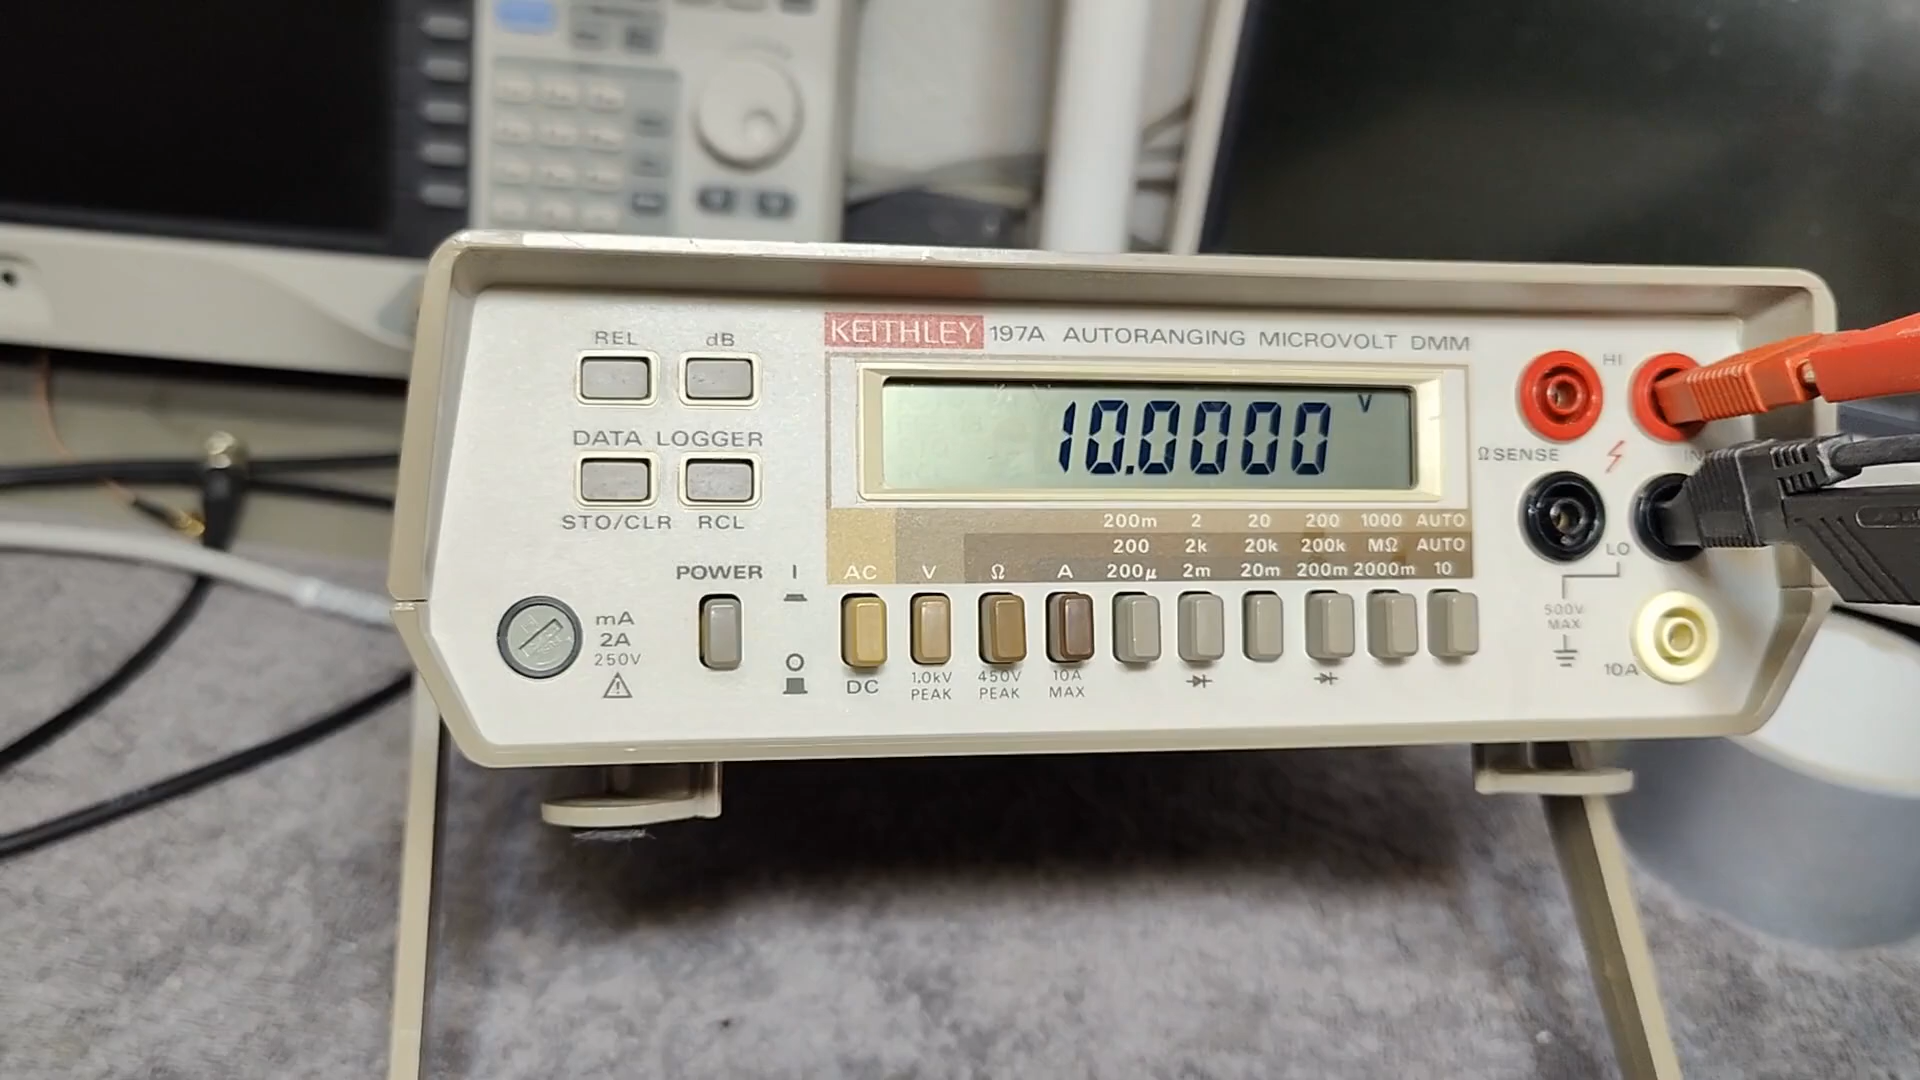 KEITHLEY 197A AUTORANGING MICROVOLT DMM
REL dB
10.0000 V
DATA LOGGER
STO/CLR RCL
HI
Ω SENSE
LO
200m 2 20 200 1000 AUTO
200 2k 20k 200k MΩ AUTO
AC V Ω A 200µ 2m 20m 200m 2000m 10
POWER I
O
mA
2A
250V
DC
1.0kV
PEAK
450V
PEAK
10A
MAX
500V
MAX
10A